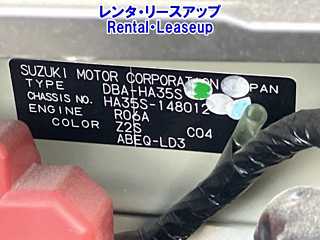 レンタ・リースアップ
Rental・Leaseup
SUZUKI MOTOR CORPORATION JAPAN
TYPE DBA-HA35S
CHASSIS NO. HA35S-148012
ENGINE R06A
COLOR Z2S C04
ABEQ-LD3